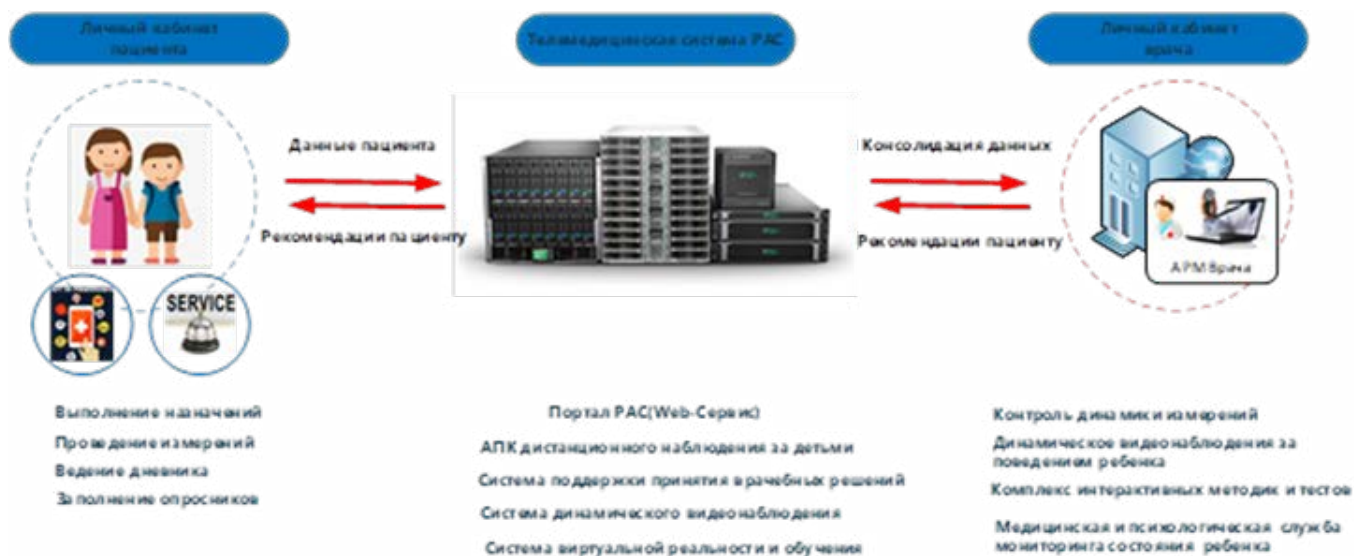 Личный кабинет
пациента
Телемедицинская система РАС
Личный кабинет
врача
Данные пациента
Рекомендации пациенту
Консолидация данных
Рекомендации пациенту
SERVICE
АРМ Врача
Выполнение назначений
Проведение измерений
Ведение дневника
Заполнение опросников
Портал РАС(Web-Сервис)
АПК дистанционного наблюдения за детьми
Система поддержки принятия врачебных решений
Система динамического видеонаблюдения
Система виртуальной реальности и обучения
Контроль динамики измерений
Динамическое видеонаблюдения за
поведением ребенка
Комплекс интерактивных методик и тестов
Медицинская и психологическая служба
мониторинга состояния ребенка